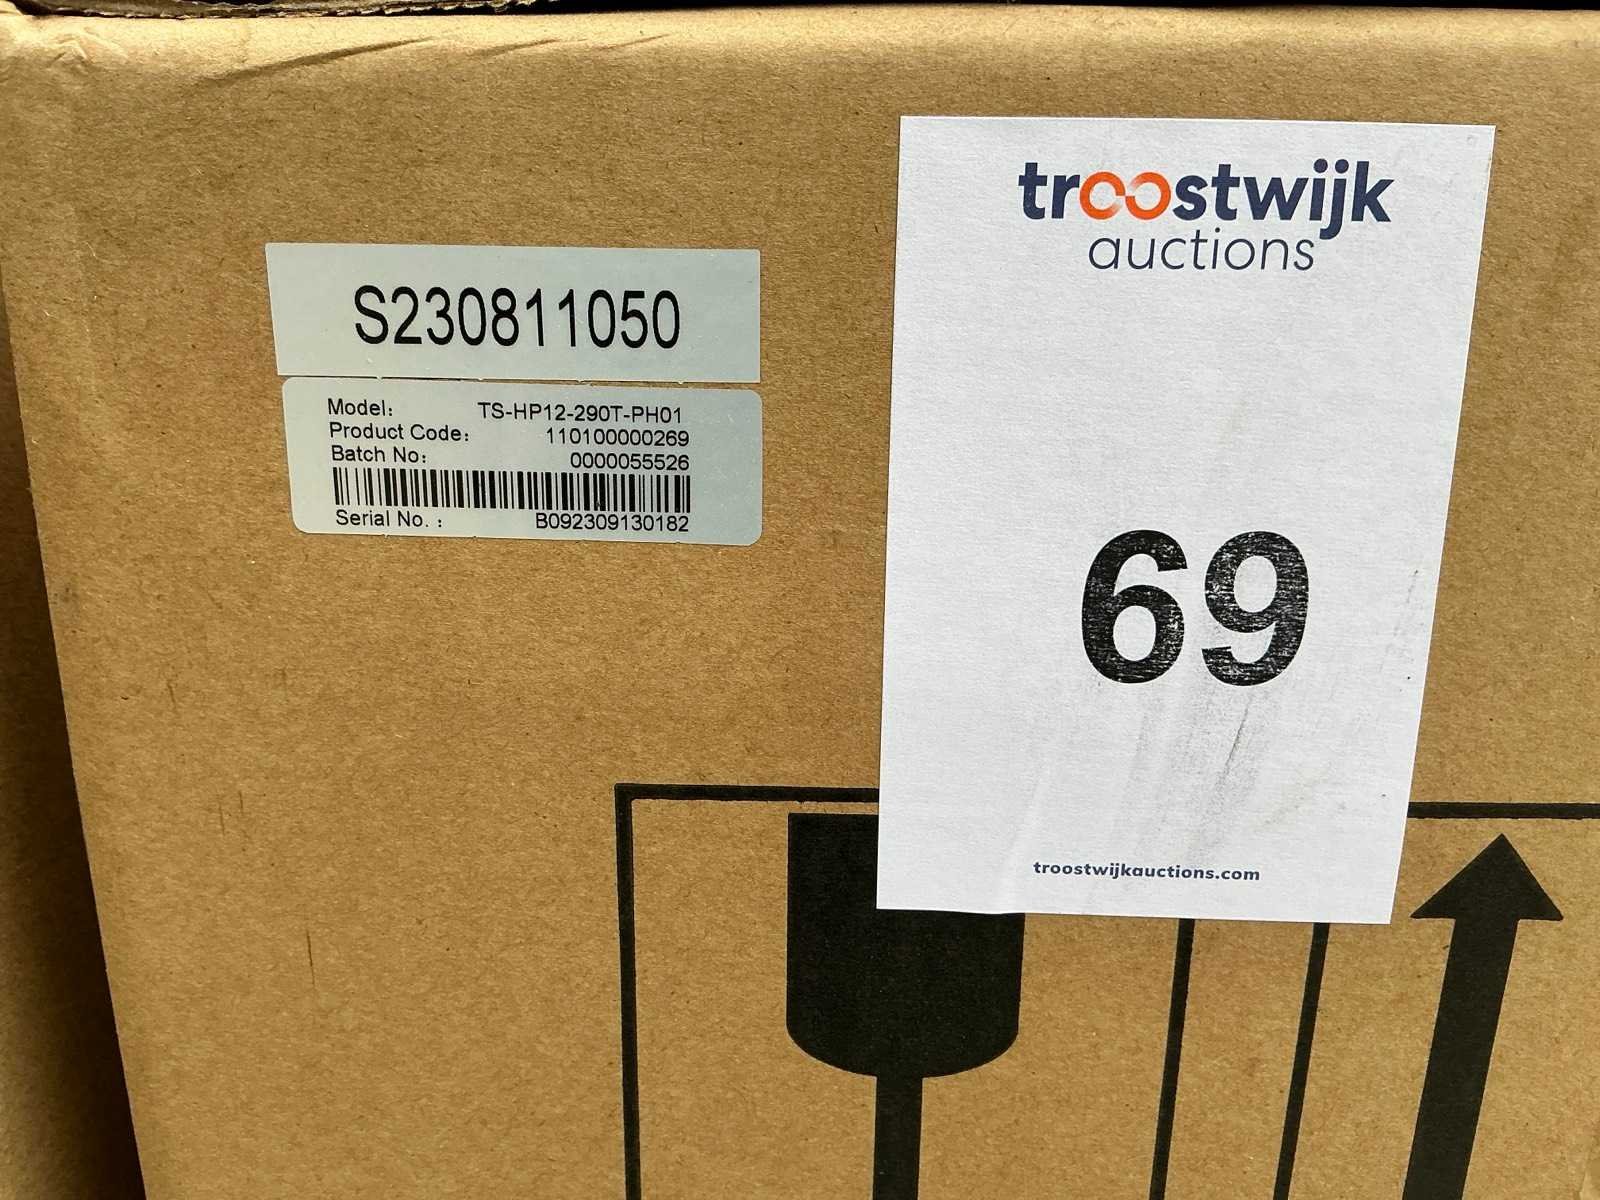 S230811050
Model: TS-HP12-290T-PH01
Product Code: 110100000269
Batch No: 0000055526
Serial No. : B092309130182
troostwijk
auctions
69
troostwijkauctions.com